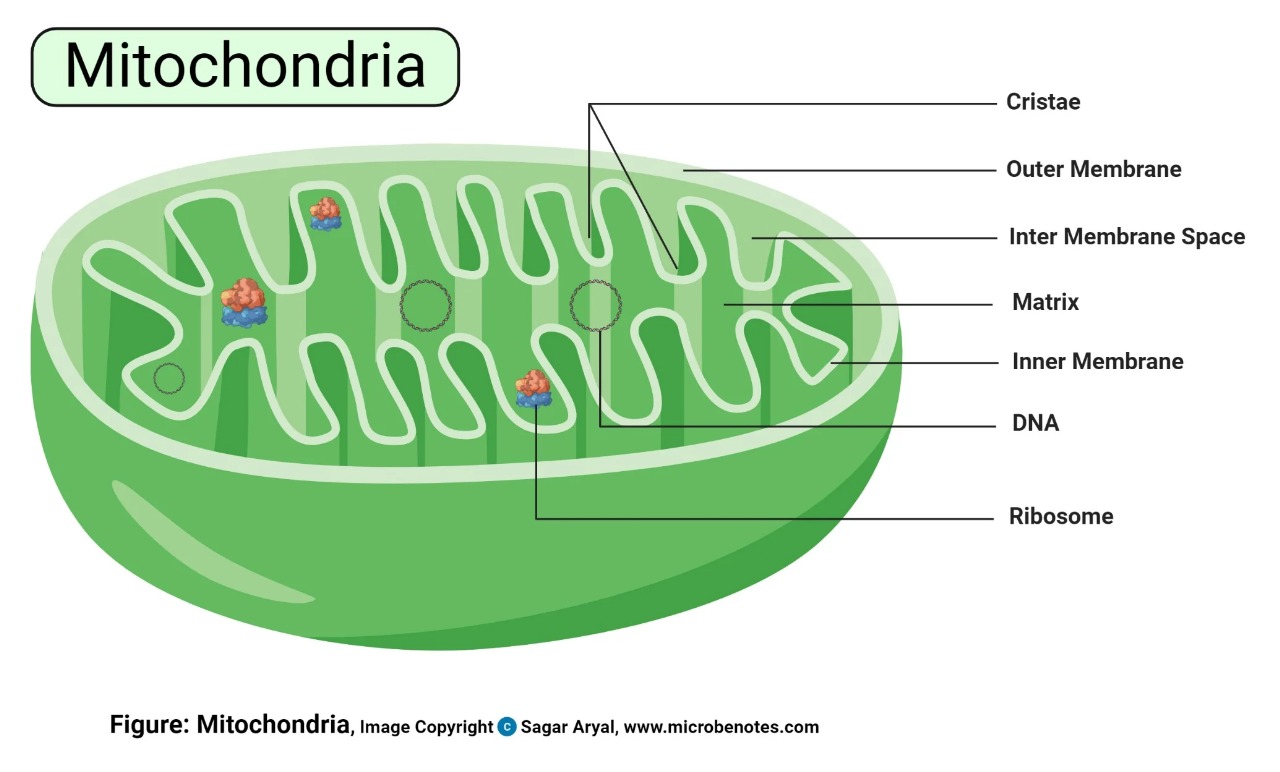 Mitochondria
Cristae
Outer Membrane
Inter Membrane Space
Matrix
Inner Membrane
DNA
Ribosome
Figure: Mitochondria, Image Copyright C Sagar Aryal, www.microbenotes.com